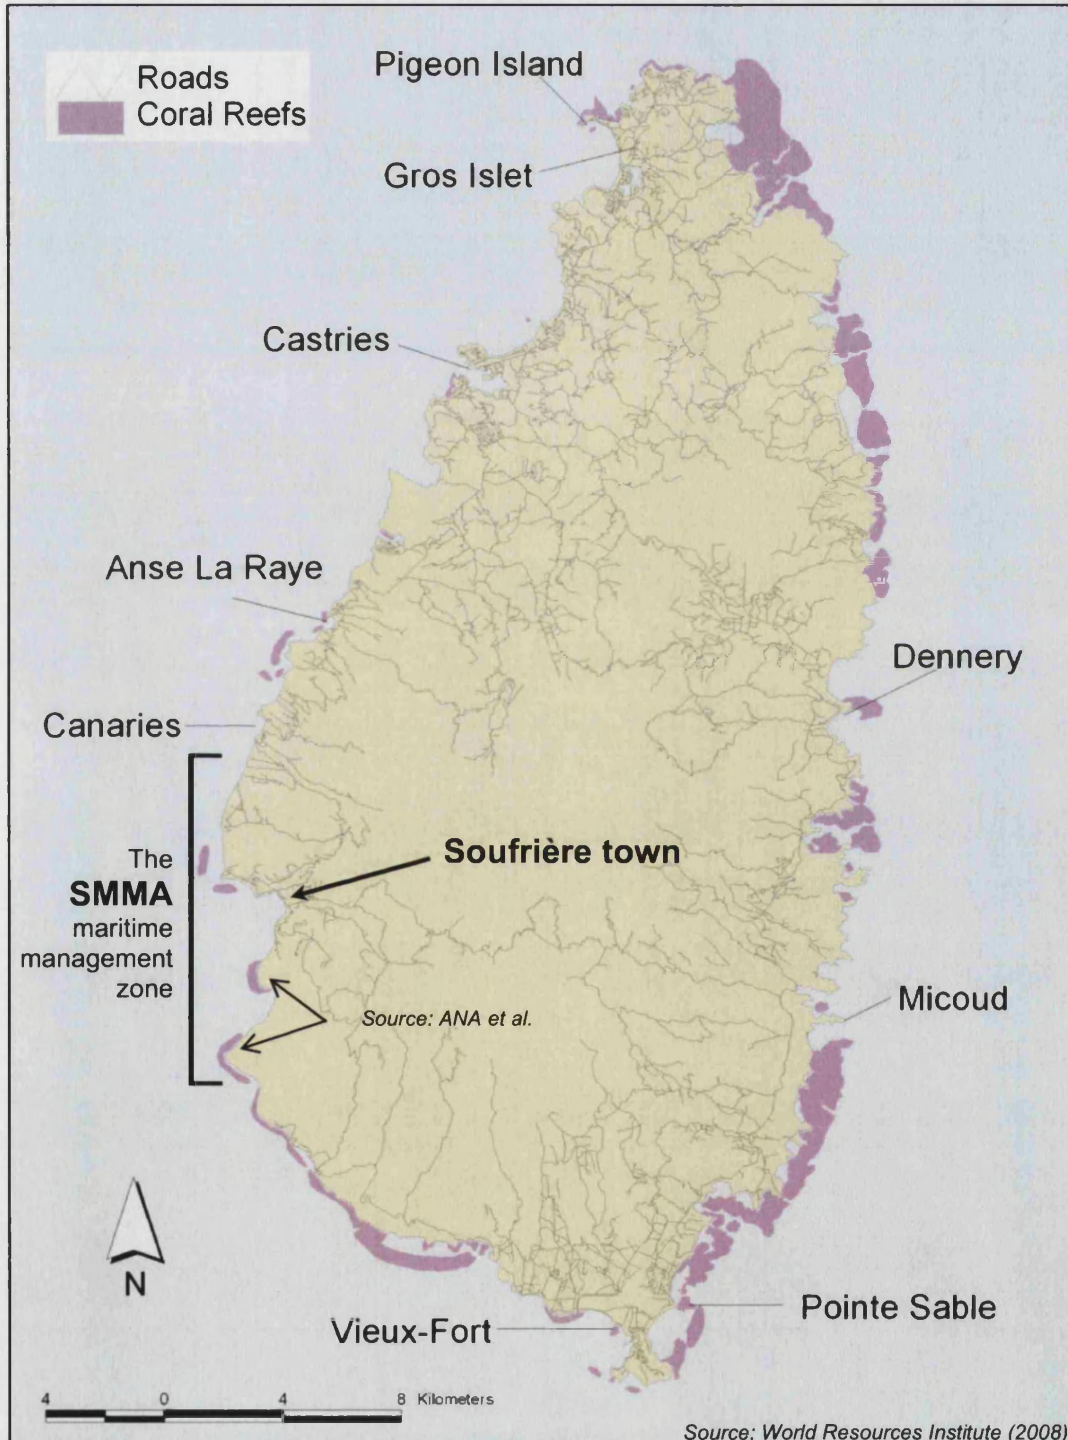 Roads
Coral Reefs
Pigeon Island
Gros Islet
Castries
Anse La Raye
Dennery
Canaries
The
SMMA
maritime
management
zone
Soufrière town
Source: ANA et al.
Micoud
N
Pointe Sable
Vieux-Fort
4 0 4 8 Kilometers
Source: World Resources Institute (2008)